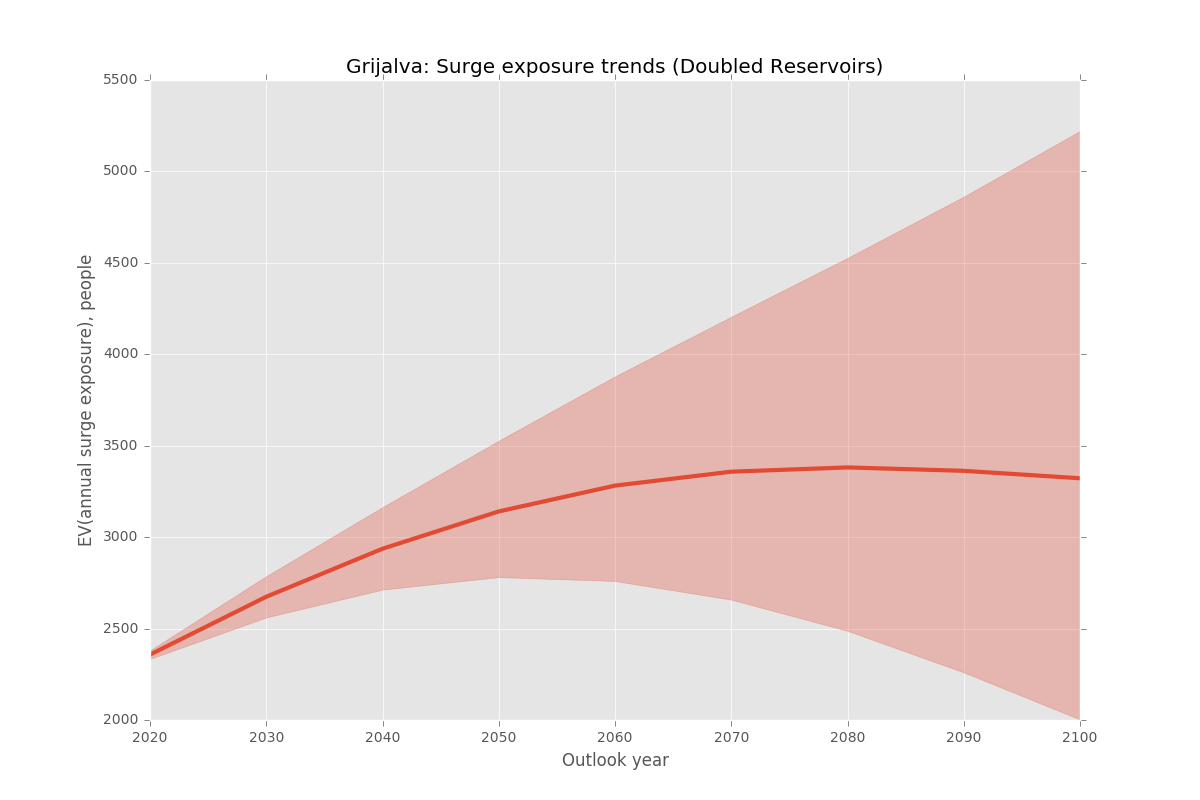 Grijalva: Surge exposure trends (Doubled Reservoirs)
5500
5000
4500
4000
3500
3000
2500
2000
EV(annual surge exposure), people
2020 2030 2040 2050 2060 2070 2080 2090 2100
Outlook year